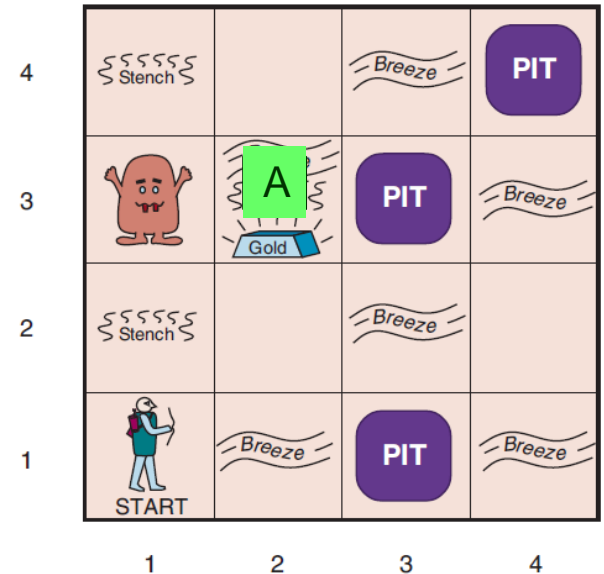 4
Stench
Breeze
PIT
3
A
PIT
Breeze
Gold
2
Stench
Breeze
1
START
Breeze
PIT
Breeze
1
2
3
4